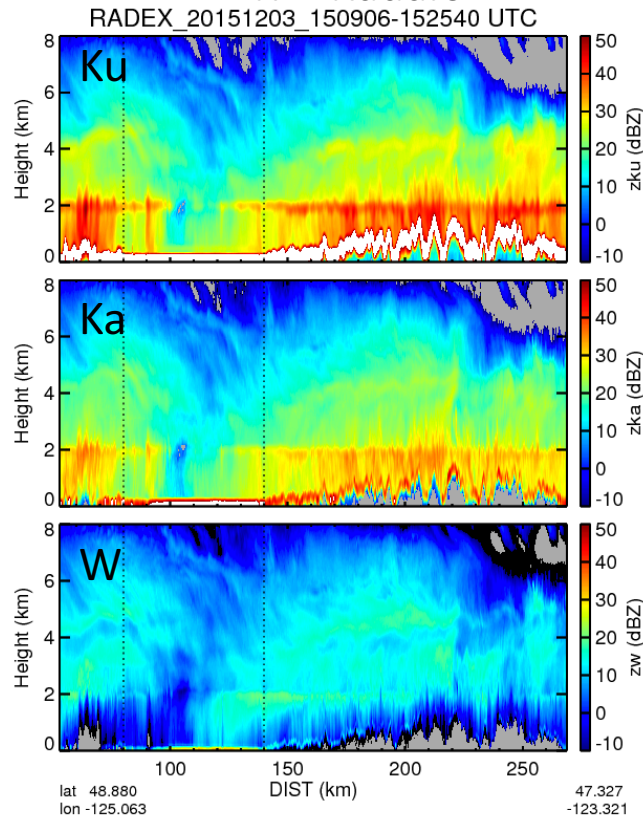 RADEX_20151203_150906-152540 UTC
Ku
8
6
4
2
0
Height (km)
50
40
30
20
10
0
-10
zku (dBZ)
Ka
8
6
4
2
0
Height (km)
50
40
30
20
10
0
-10
zka (dBZ)
W
8
6
4
2
0
Height (km)
50
40
30
20
10
0
-10
zw (dBZ)
100 150 200 250
DIST (km)
lat 48.880 47.327
lon -125.063 -123.321